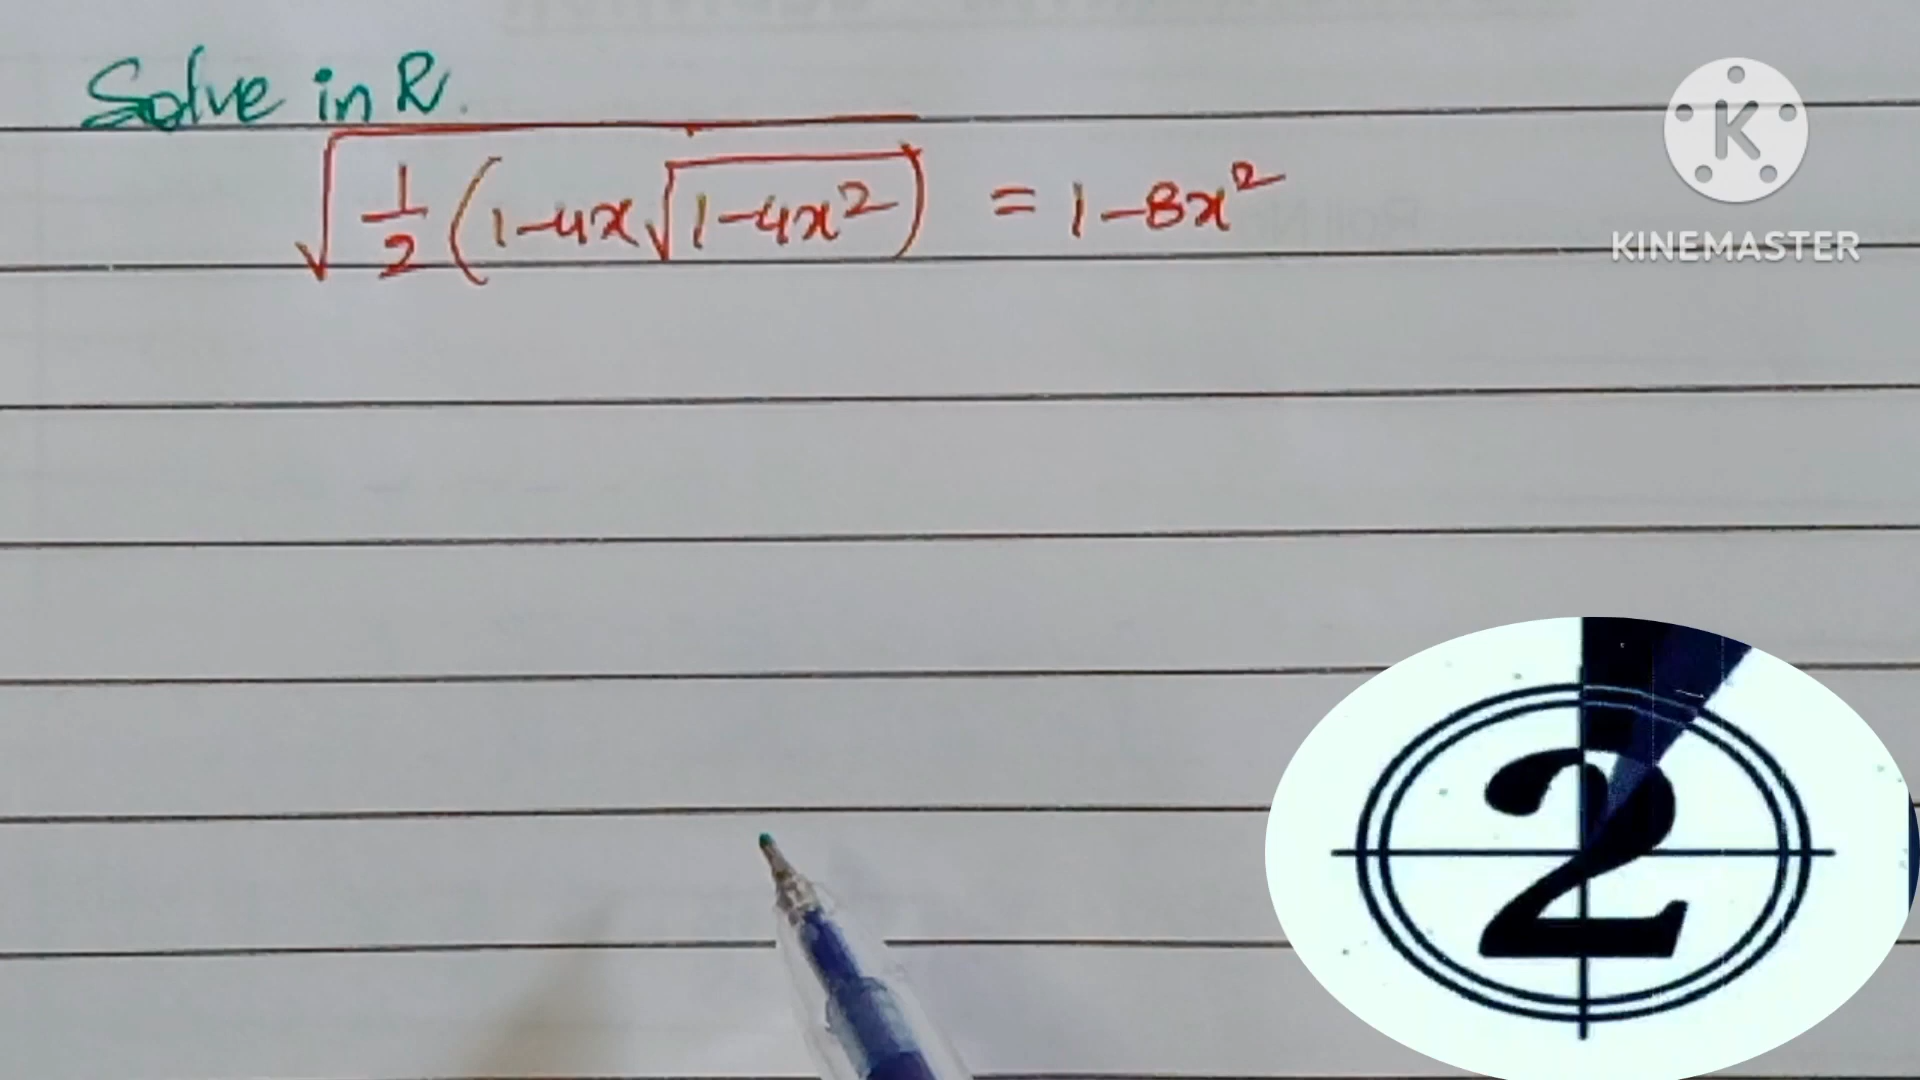 Solve in R.
√(1/2 (1-4x√(1-4x²))) = 1-8x²
K
KINEMASTER
2